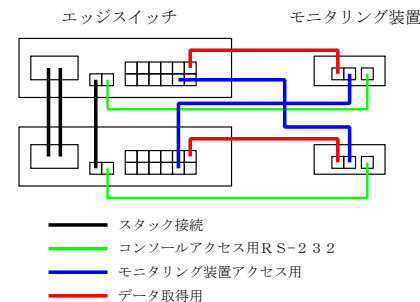 エッジスイッチ
モニタリング装置
スタック接続
コンソールアクセス用ＲＳ−２３２
モニタリング装置アクセス用
データ取得用